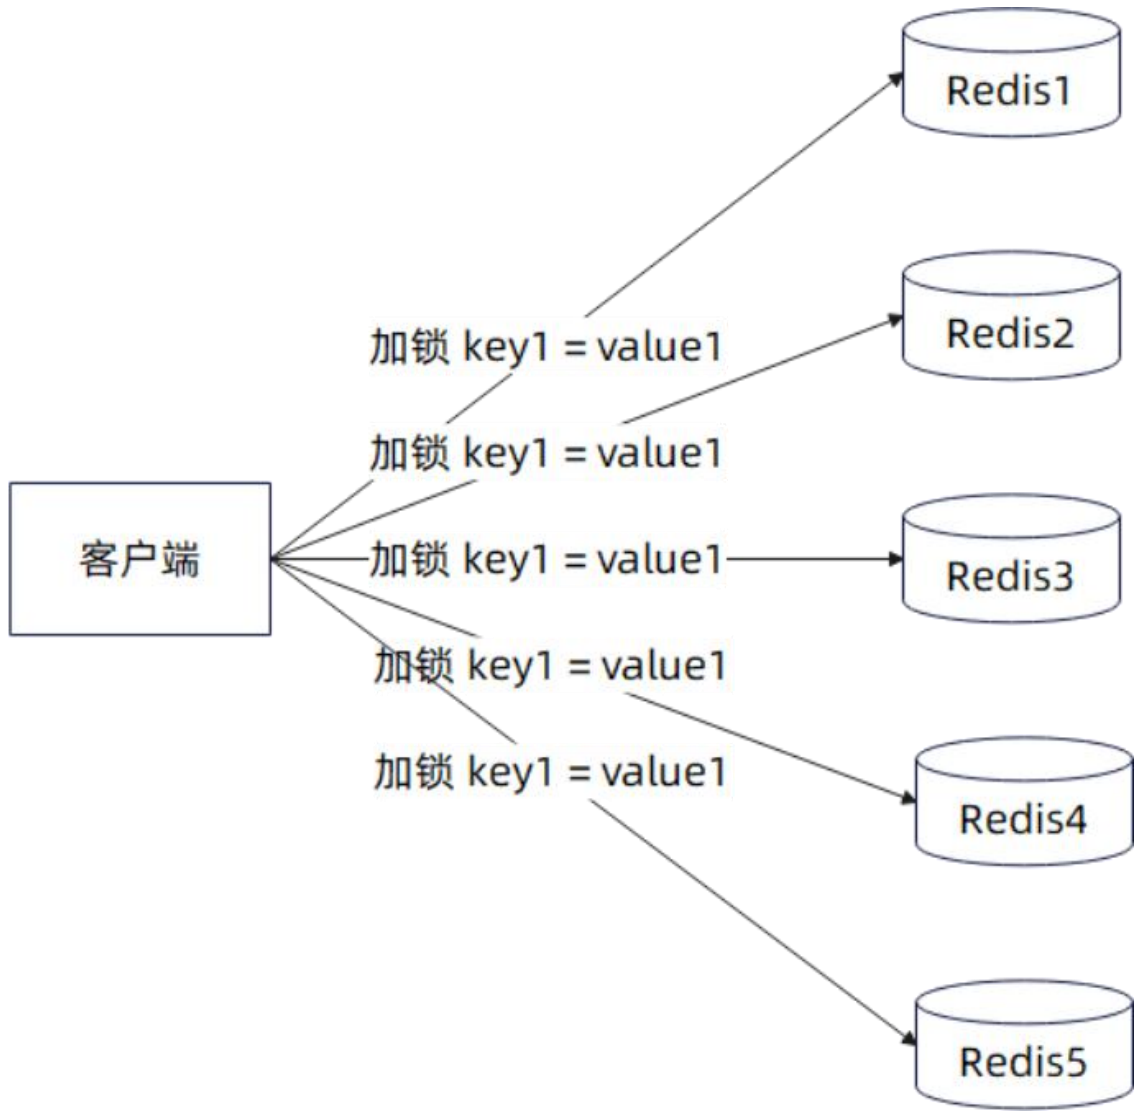 Redis1
加锁 key1 = value1
Redis2
加锁 key1 = value1
客户端
加锁 key1 = value1
Redis3
加锁 key1 = value1
加锁 key1 = value1
Redis4
Redis5